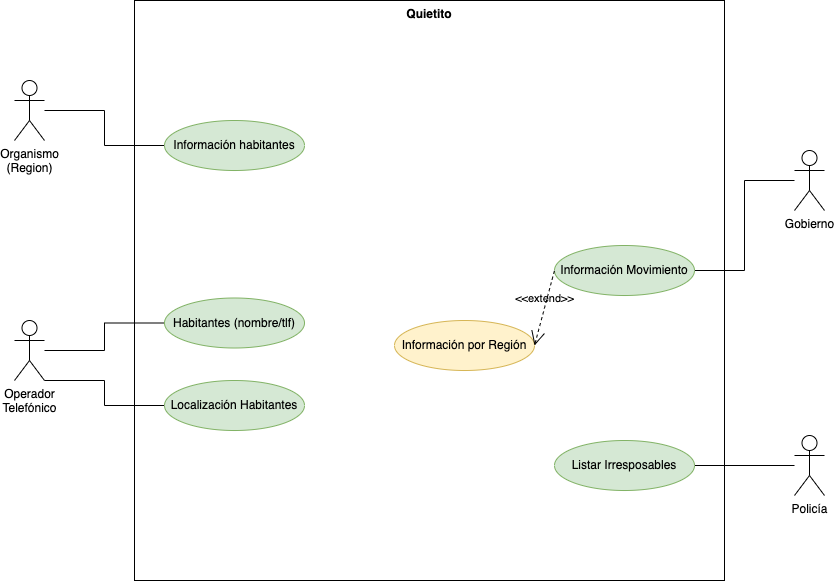 Quietito
Organismo
(Region)
Información habitantes
Gobierno
Información Movimiento
<<extend>>
Habitantes (nombre/tlf)
Información por Región
Operador
Telefónico
Localización Habitantes
Listar Irresposables
Policía